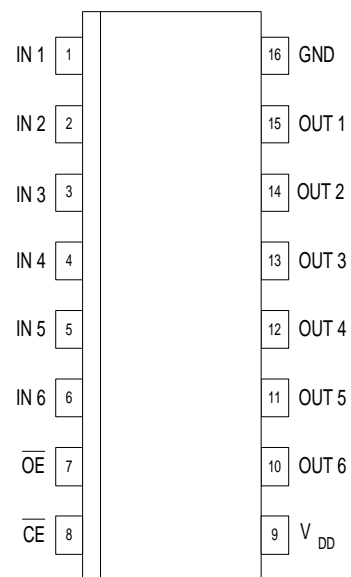 IN 1 1 16 GND
IN 2 2 15 OUT 1
IN 3 3 14 OUT 2
IN 4 4 13 OUT 3
IN 5 5 12 OUT 4
IN 6 6 11 OUT 5
O̅E̅ 7 10 OUT 6
C̅E̅ 8 9 V DD